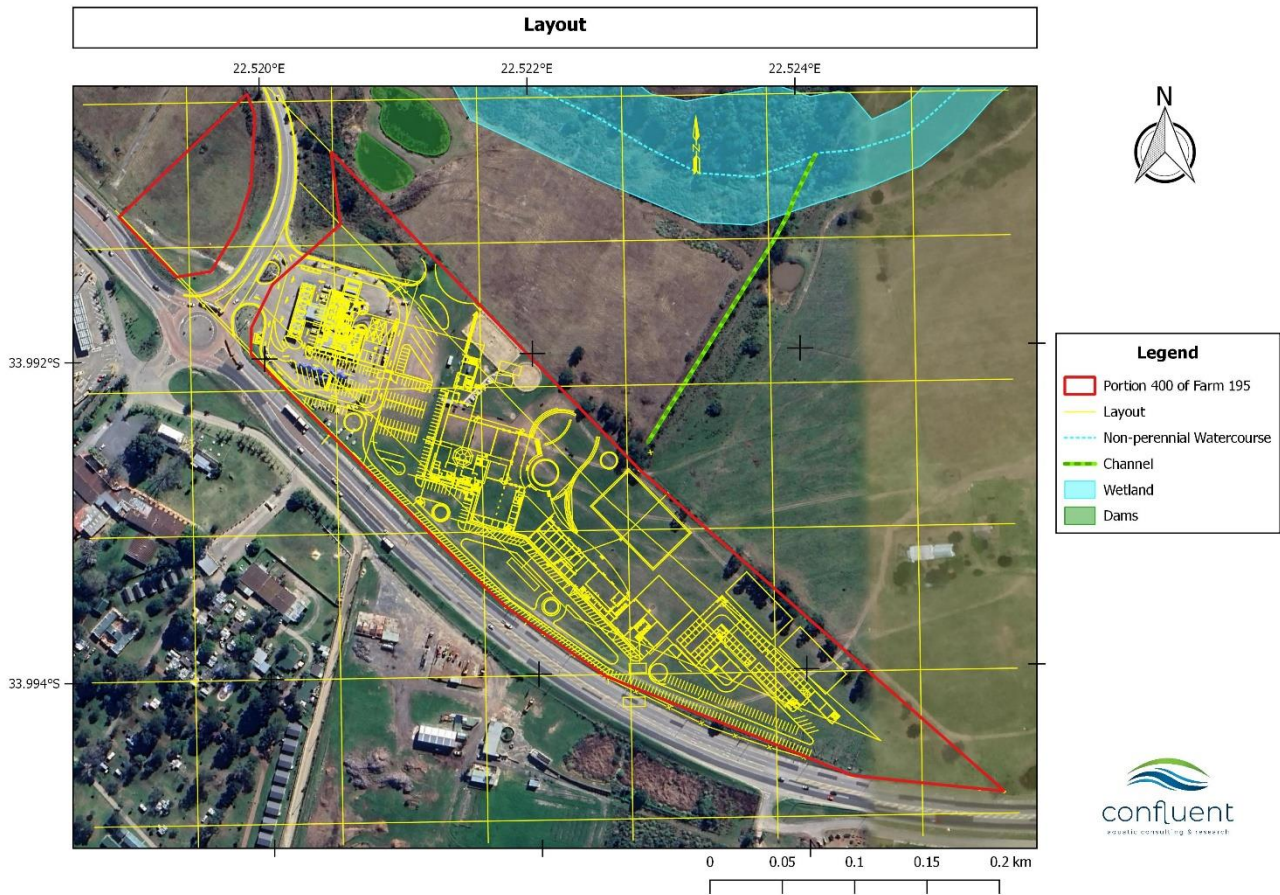 Layout
22.520°E 22.522°E 22.524°E
N
N
33.992°S
33.994°S
Legend
Portion 400 of Farm 195
Layout
Non-perennial Watercourse
Channel
Wetland
Dams
confluent
aquatic consulting & research
0 0.05 0.1 0.15 0.2 km